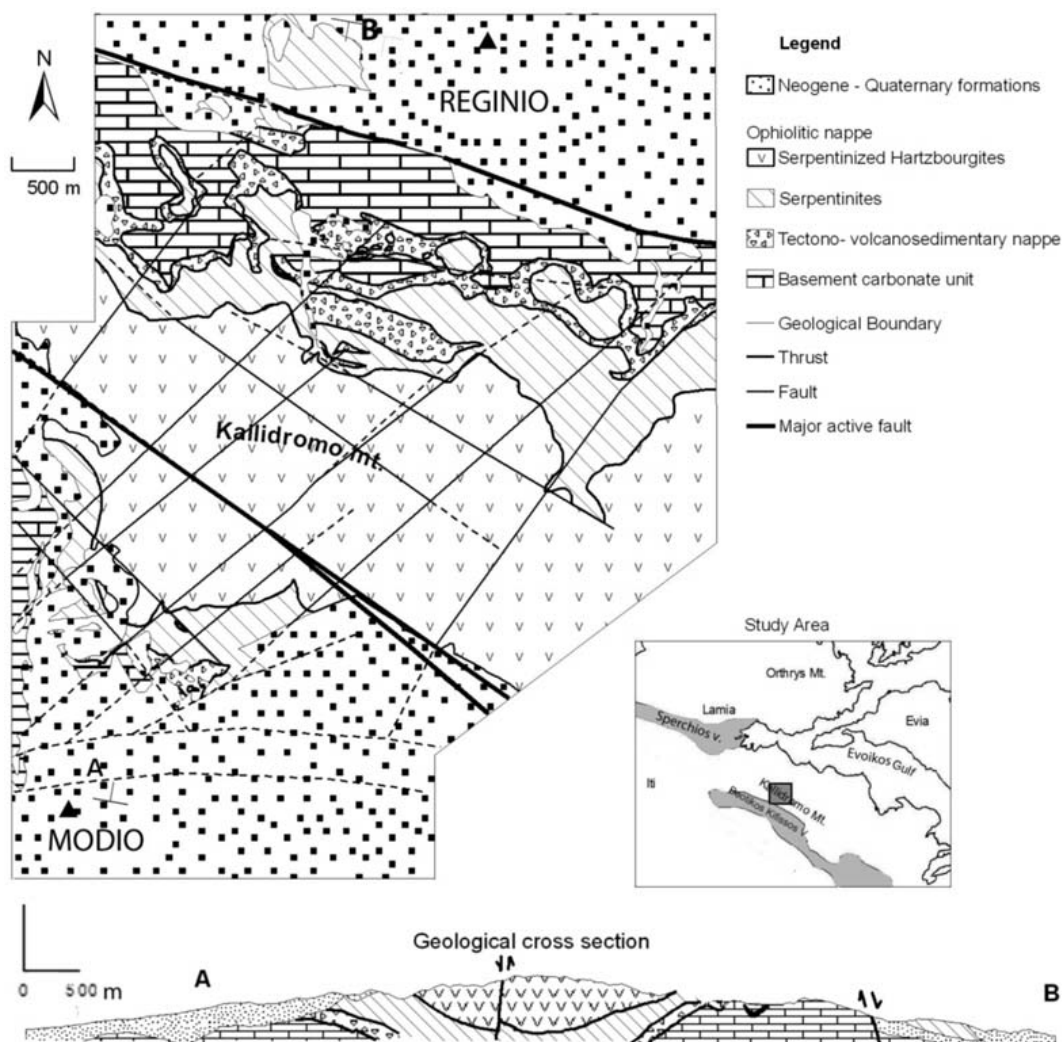 B
N
REGINIO
500 m
Kallidromo mt.
A
MODIO
Legend
Neogene - Quaternary formations
Ophiolitic nappe
v Serpentinized Hartzbourgites
Serpentinites
Tectono- volcanosedimentary nappe
Basement carbonate unit
Geological Boundary
Thrust
Fault
Major active fault
Study Area
Orthrys Mt.
Lamia
Sperchios v.
Evia
Evoikos Gulf
Iti
Kallidromo Mt.
Beotikos Kifissos V.
Geological cross section
A
B
0 500 m